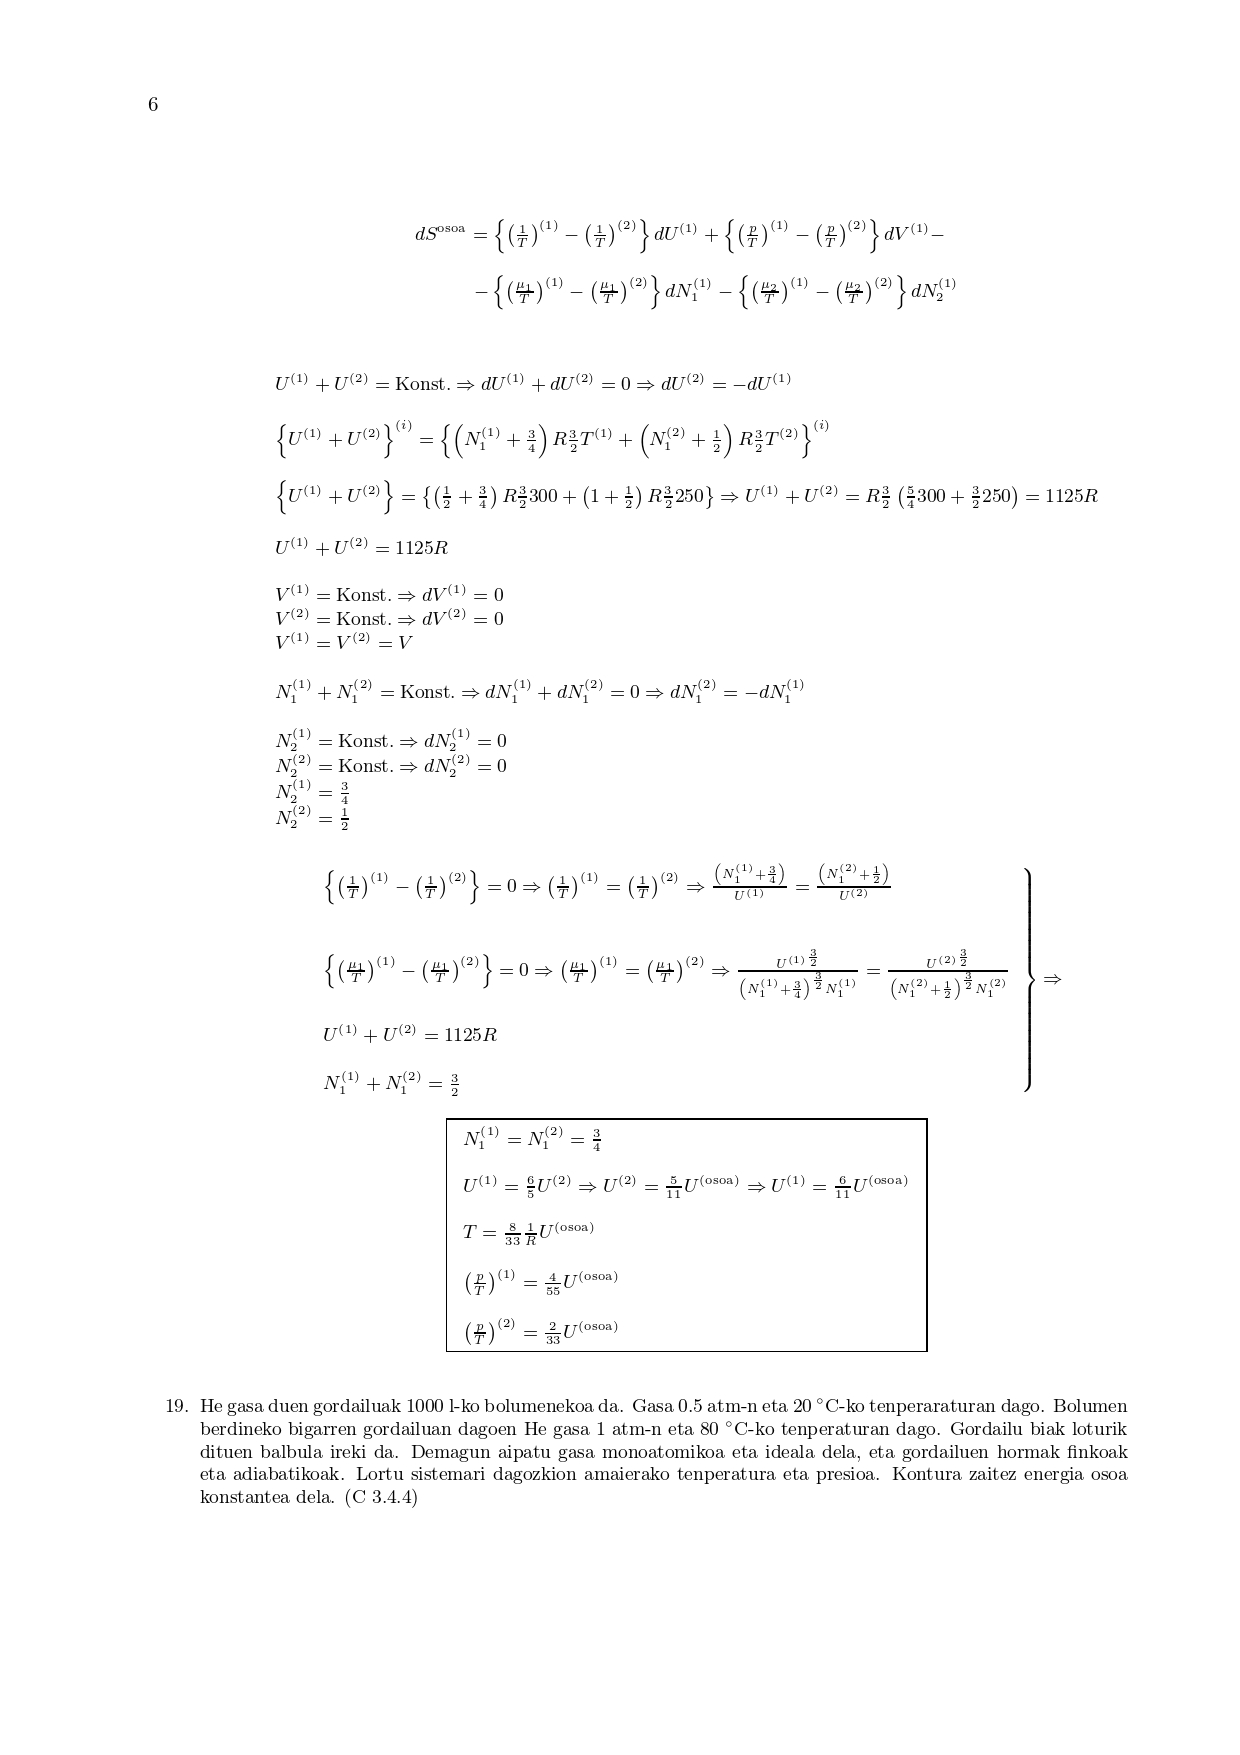 6
$dS^{\text{osoa}} = \left\{\left(\frac{1}{T}\right)^{(1)} - \left(\frac{1}{T}\right)^{(2)}\right\} dU^{(1)} + \left\{\left(\frac{p}{T}\right)^{(1)} - \left(\frac{p}{T}\right)^{(2)}\right\} dV^{(1)} -$
$- \left\{\left(\frac{\mu_1}{T}\right)^{(1)} - \left(\frac{\mu_1}{T}\right)^{(2)}\right\} dN_1^{(1)} - \left\{\left(\frac{\mu_2}{T}\right)^{(1)} - \left(\frac{\mu_2}{T}\right)^{(2)}\right\} dN_2^{(1)}$
$U^{(1)} + U^{(2)} = \text{Konst.} \Rightarrow dU^{(1)} + dU^{(2)} = 0 \Rightarrow dU^{(2)} = -dU^{(1)}$
$\left\{U^{(1)} + U^{(2)}\right\}^{(i)} = \left\{\left(N_1^{(1)} + \frac{3}{4}\right) R\frac{3}{2}T^{(1)} + \left(N_1^{(2)} + \frac{1}{2}\right) R\frac{3}{2}T^{(2)}\right\}^{(i)}$
$\left\{U^{(1)} + U^{(2)}\right\} = \left\{\left(\frac{1}{2} + \frac{3}{4}\right) R\frac{3}{2}300 + \left(1 + \frac{1}{2}\right) R\frac{3}{2}250\right\} \Rightarrow U^{(1)} + U^{(2)} = R\frac{3}{2}\left(\frac{5}{4}300 + \frac{3}{2}250\right) = 1125R$
$U^{(1)} + U^{(2)} = 1125R$
$V^{(1)} = \text{Konst.} \Rightarrow dV^{(1)} = 0$
$V^{(2)} = \text{Konst.} \Rightarrow dV^{(2)} = 0$
$V^{(1)} = V^{(2)} = V$
$N_1^{(1)} + N_1^{(2)} = \text{Konst.} \Rightarrow dN_1^{(1)} + dN_1^{(2)} = 0 \Rightarrow dN_1^{(2)} = -dN_1^{(1)}$
$N_2^{(1)} = \text{Konst.} \Rightarrow dN_2^{(1)} = 0$
$N_2^{(2)} = \text{Konst.} \Rightarrow dN_2^{(2)} = 0$
$N_2^{(1)} = \frac{3}{4}$
$N_2^{(2)} = \frac{1}{2}$
$\left\{\left(\frac{1}{T}\right)^{(1)} - \left(\frac{1}{T}\right)^{(2)}\right\} = 0 \Rightarrow \left(\frac{1}{T}\right)^{(1)} = \left(\frac{1}{T}\right)^{(2)} \Rightarrow \frac{\left(N_1^{(1)}+\frac{3}{4}\right)}{U^{(1)}} = \frac{\left(N_1^{(2)}+\frac{1}{2}\right)}{U^{(2)}}$
$\left\{\left(\frac{\mu_1}{T}\right)^{(1)} - \left(\frac{\mu_1}{T}\right)^{(2)}\right\} = 0 \Rightarrow \left(\frac{\mu_1}{T}\right)^{(1)} = \left(\frac{\mu_1}{T}\right)^{(2)} \Rightarrow \frac{U^{(1)\frac{3}{2}}}{\left(N_1^{(1)}+\frac{3}{4}\right)^{\frac{3}{2}} N_1^{(1)}} = \frac{U^{(2)\frac{3}{2}}}{\left(N_1^{(2)}+\frac{1}{2}\right)^{\frac{3}{2}} N_1^{(2)}} \Bigg\} \Rightarrow$
$U^{(1)} + U^{(2)} = 1125R$
$N_1^{(1)} + N_1^{(2)} = \frac{3}{2}$
$N_1^{(1)} = N_1^{(2)} = \frac{3}{4}$
$U^{(1)} = \frac{6}{5}U^{(2)} \Rightarrow U^{(2)} = \frac{5}{11}U^{(\text{osoa})} \Rightarrow U^{(1)} = \frac{6}{11}U^{(\text{osoa})}$
$T = \frac{8}{33}\frac{1}{R}U^{(\text{osoa})}$
$\left(\frac{p}{T}\right)^{(1)} = \frac{4}{55}U^{(\text{osoa})}$
$\left(\frac{p}{T}\right)^{(2)} = \frac{2}{33}U^{(\text{osoa})}$
19. He gasa duen gordailuak 1000 l-ko bolumenekoa da. Gasa 0.5 atm-n eta 20 °C-ko tenperaraturan dago. Bolumen
berdineko bigarren gordailuan dagoen He gasa 1 atm-n eta 80 °C-ko tenperaturan dago. Gordailu biak loturik
dituen balbula ireki da. Demagun aipatu gasa monoatomikoa eta ideala dela, eta gordailuen hormak finkoak
eta adiabatikoak. Lortu sistemari dagozkion amaierako tenperatura eta presioa. Kontura zaitez energia osoa
konstantea dela. (C 3.4.4)